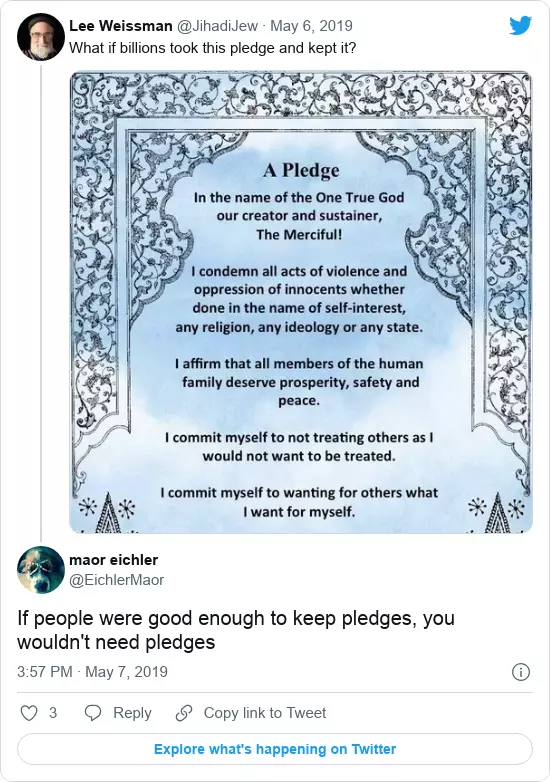 Lee Weissman @JihadiJew · May 6, 2019
What if billions took this pledge and kept it?
A Pledge
In the name of the One True God
our creator and sustainer,
The Merciful!
I condemn all acts of violence and
oppression of innocents whether
done in the name of self-interest,
any religion, any ideology or any state.
I affirm that all members of the human
family deserve prosperity, safety and
peace.
I commit myself to not treating others as I
would not want to be treated.
I commit myself to wanting for others what
I want for myself.
maor eichler
@EichlerMaor
If people were good enough to keep pledges, you
wouldn't need pledges
3:57 PM · May 7, 2019
3 Reply Copy link to Tweet
Explore what's happening on Twitter